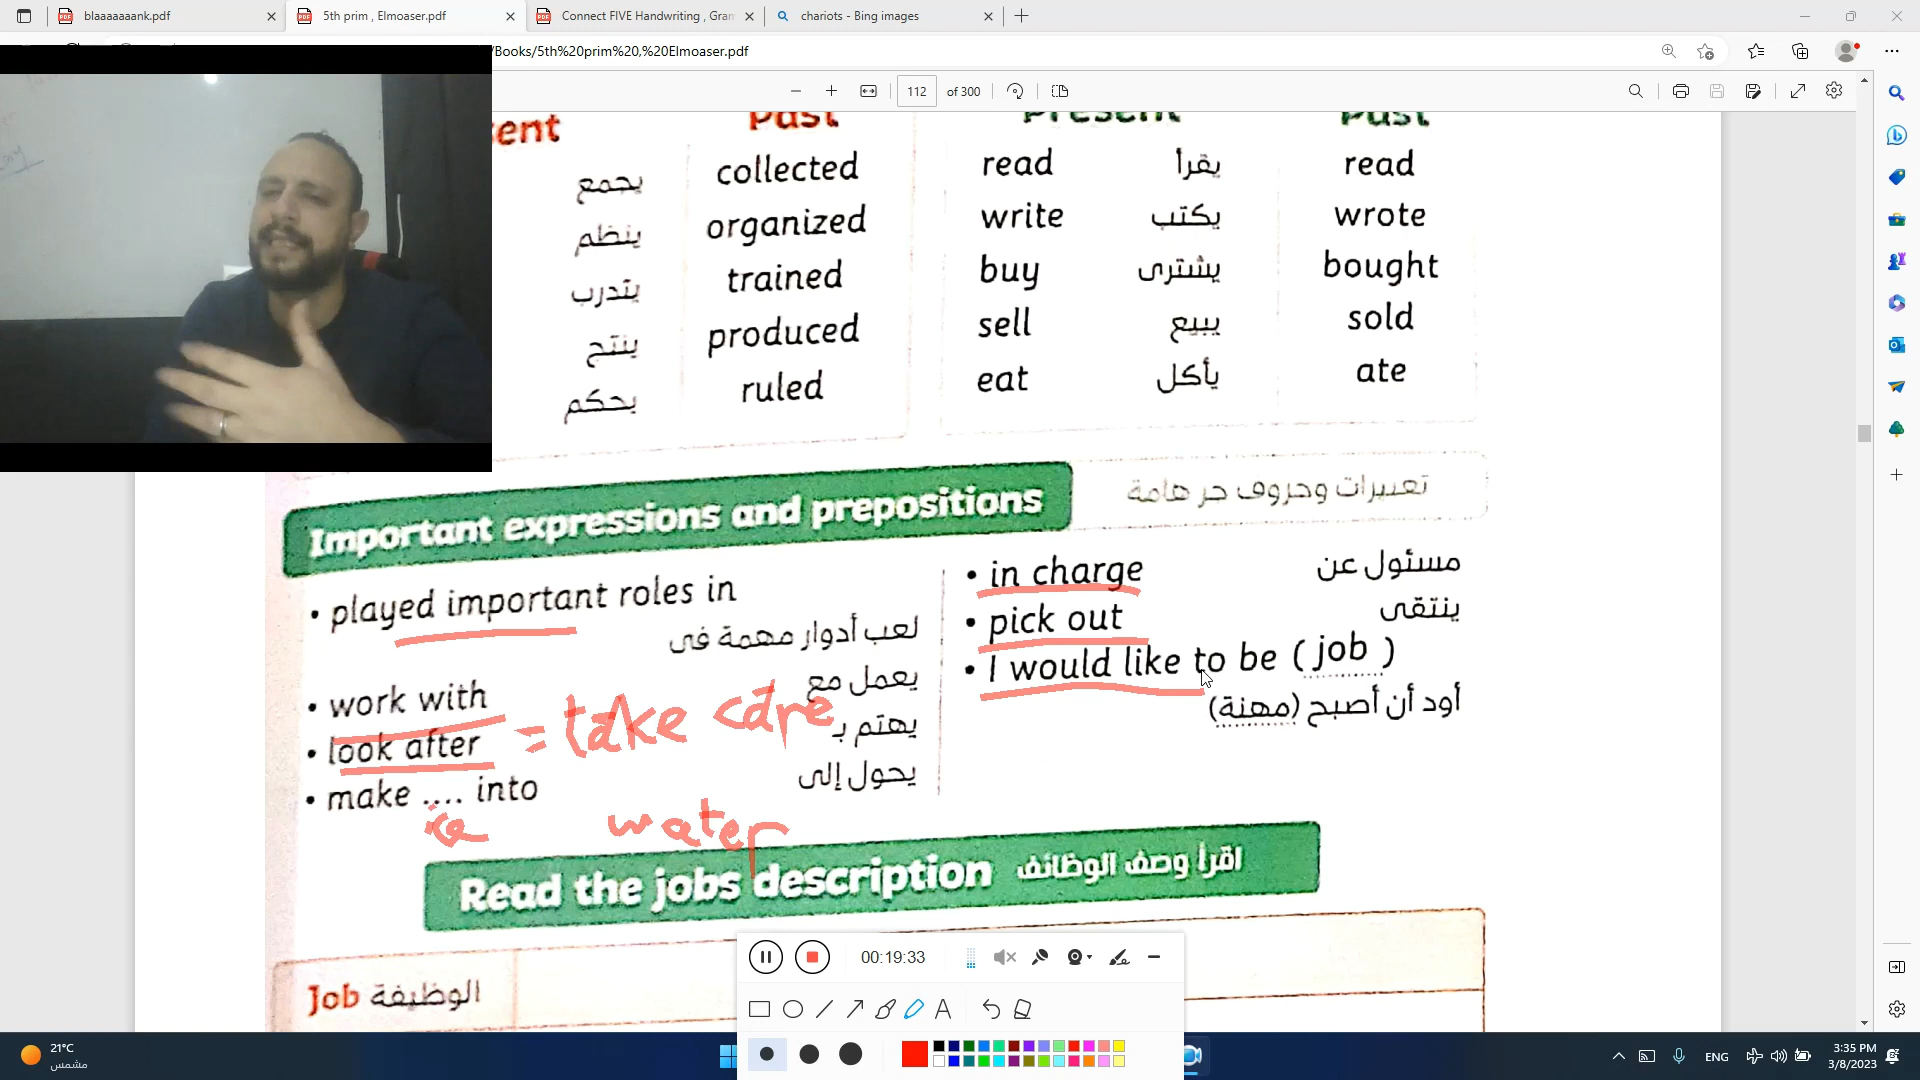 blaaaaaaank.pdf
5th prim , Elmoaser.pdf
Connect FIVE Handwriting , Gram
chariots - Bing images
/Books/5th%20prim%20,%20Elmoaser.pdf
112 of 300
Past Present Past
يجمع collected read يقرأ read
ينظم organized write يكتب wrote
يتدرب trained buy يشترى bought
ينتج produced sell يبيع sold
يحكم ruled eat يأكل ate
Important expressions and prepositions تعبيرات وحروف جر هامة
• played important roles in
لعب أدوار مهمة فى
• work with يعمل مع
• look after = take care يهتم بـ
• make .... into يحول إلى
ice water
• in charge مسئول عن
• pick out ينتقى
• I would like to be ( job )
أود أن أصبح (مهنة)
Read the jobs description اقرأ وصف الوظائف
Job الوظيفة
00:19:33
A
21°C
مشمس
ENG
3:35 PM
3/8/2023